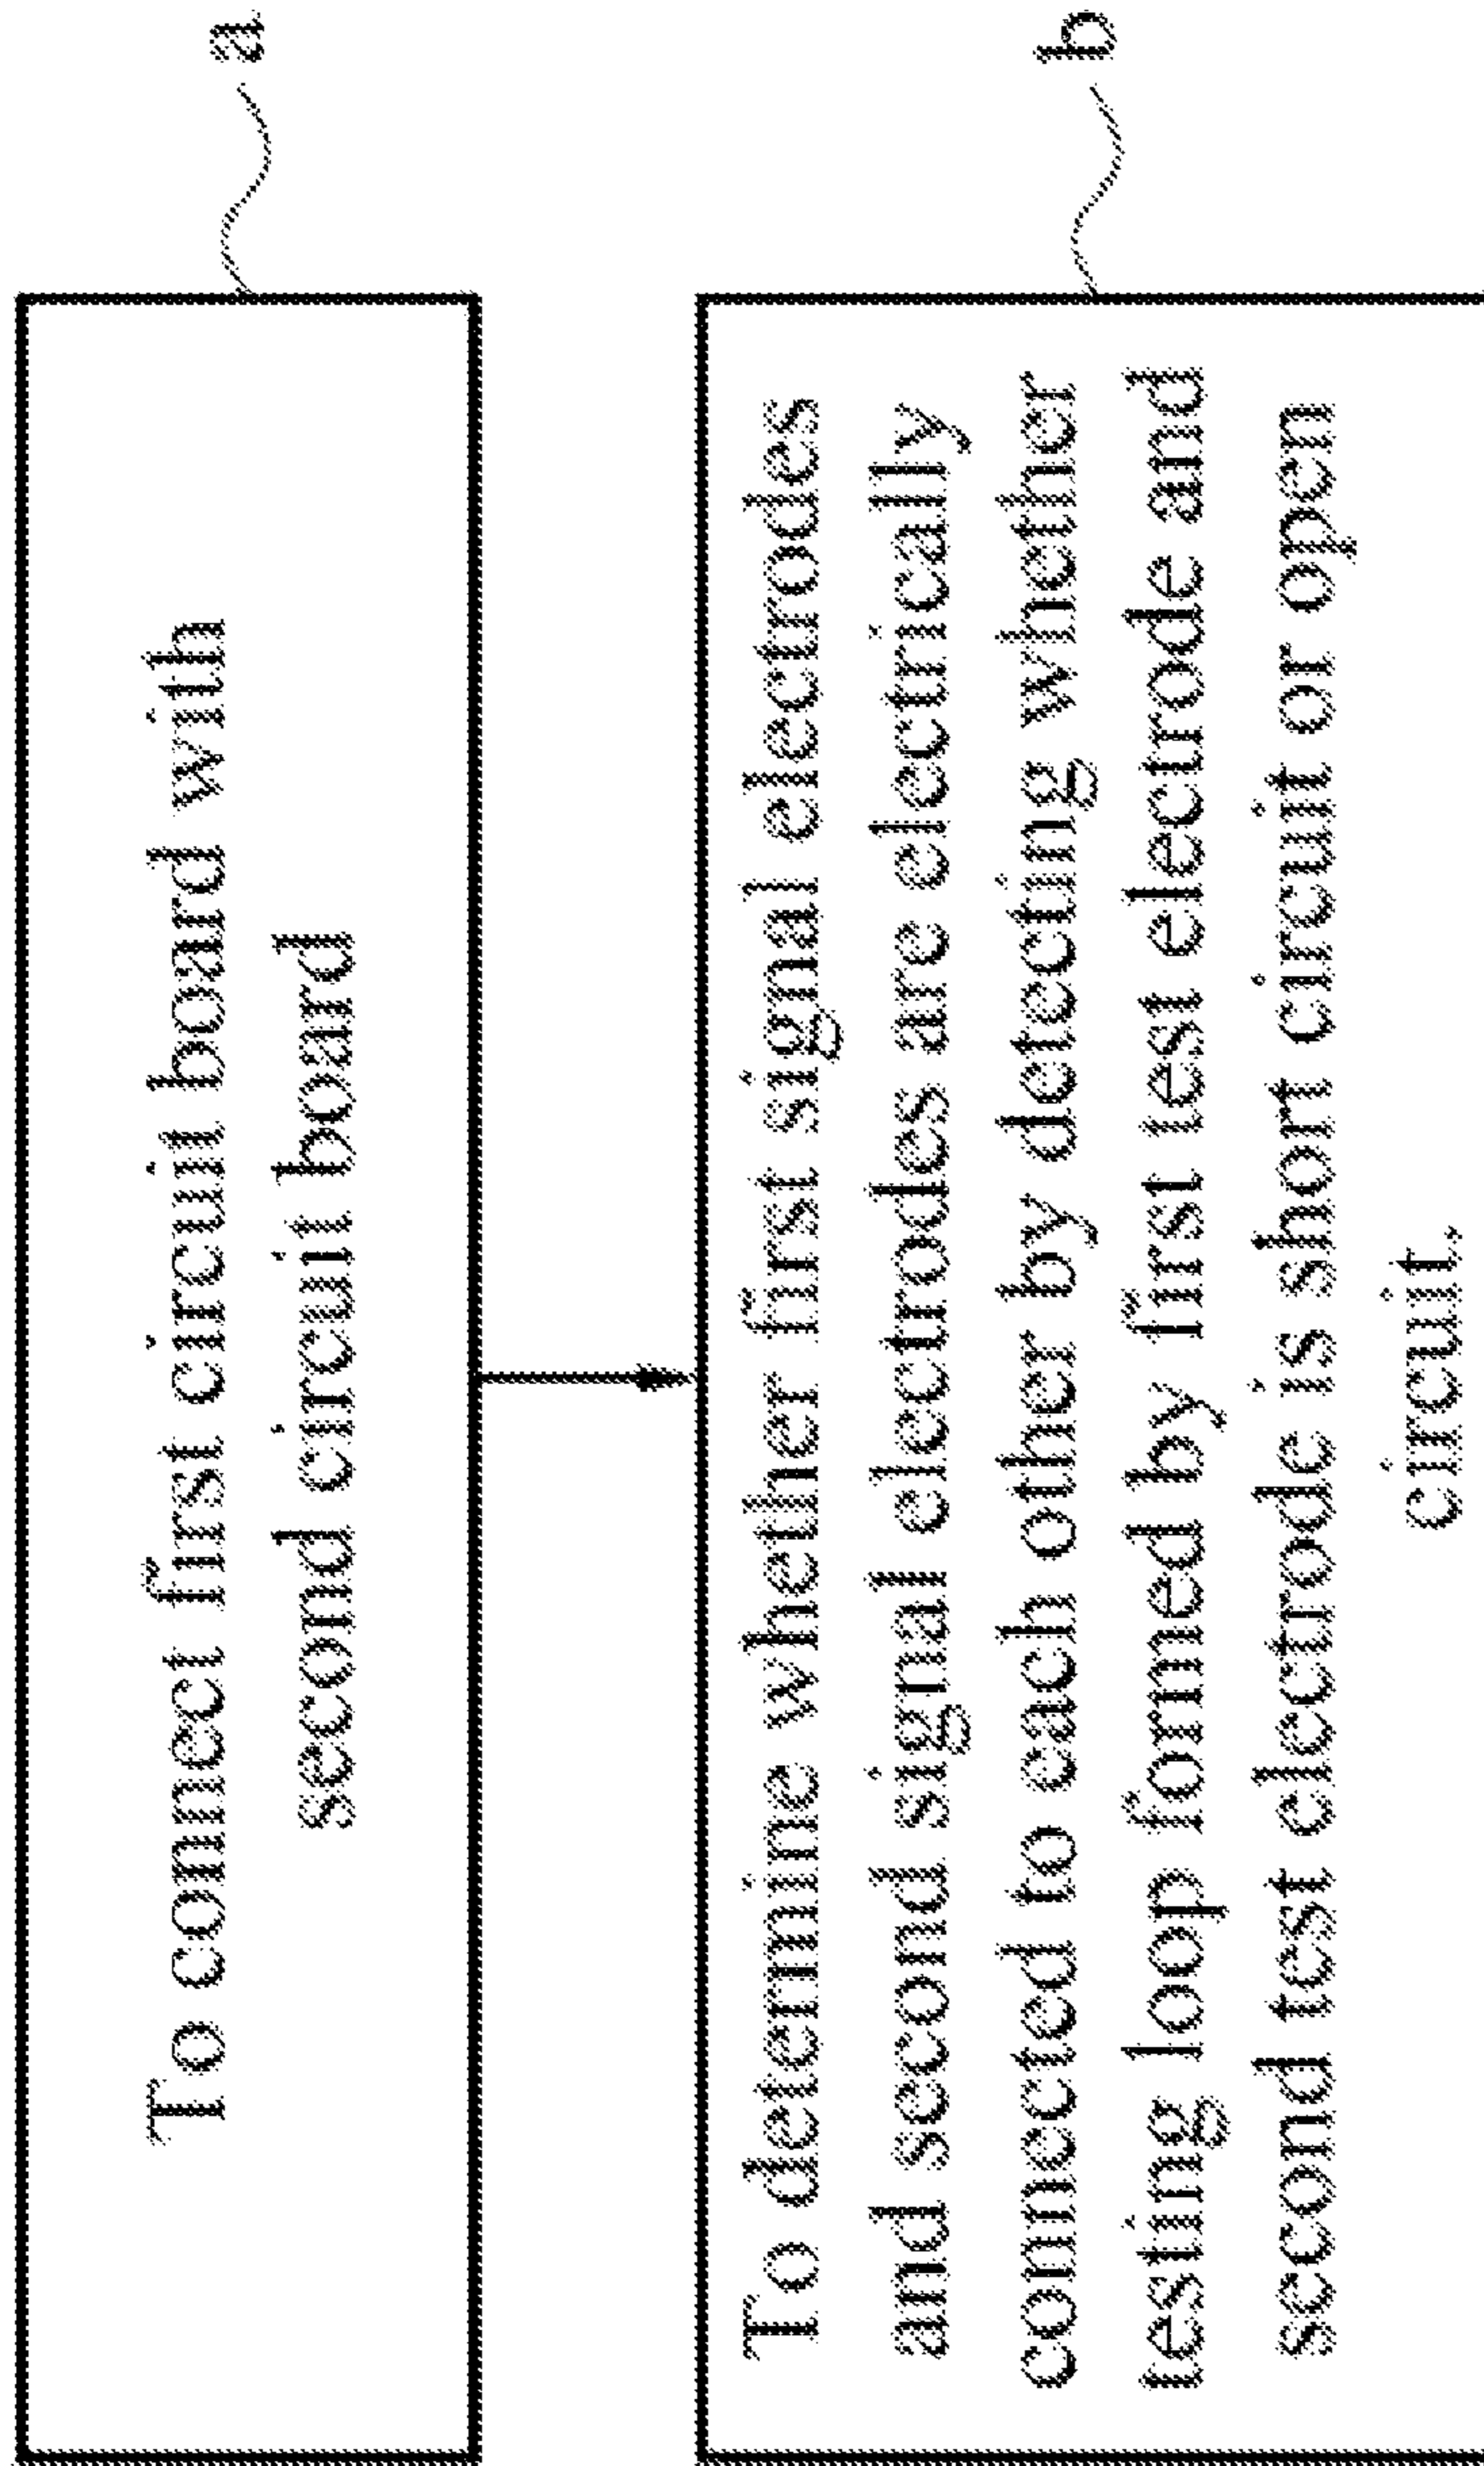 To connect first circuit board with
second circuit board
a
To determine whether first signal electrodes
and second signal electrodes are electrically
connected to each other by detecting whether
testing loop formed by first test electrode and
second test electrode is short circuit or open
circuit.
b